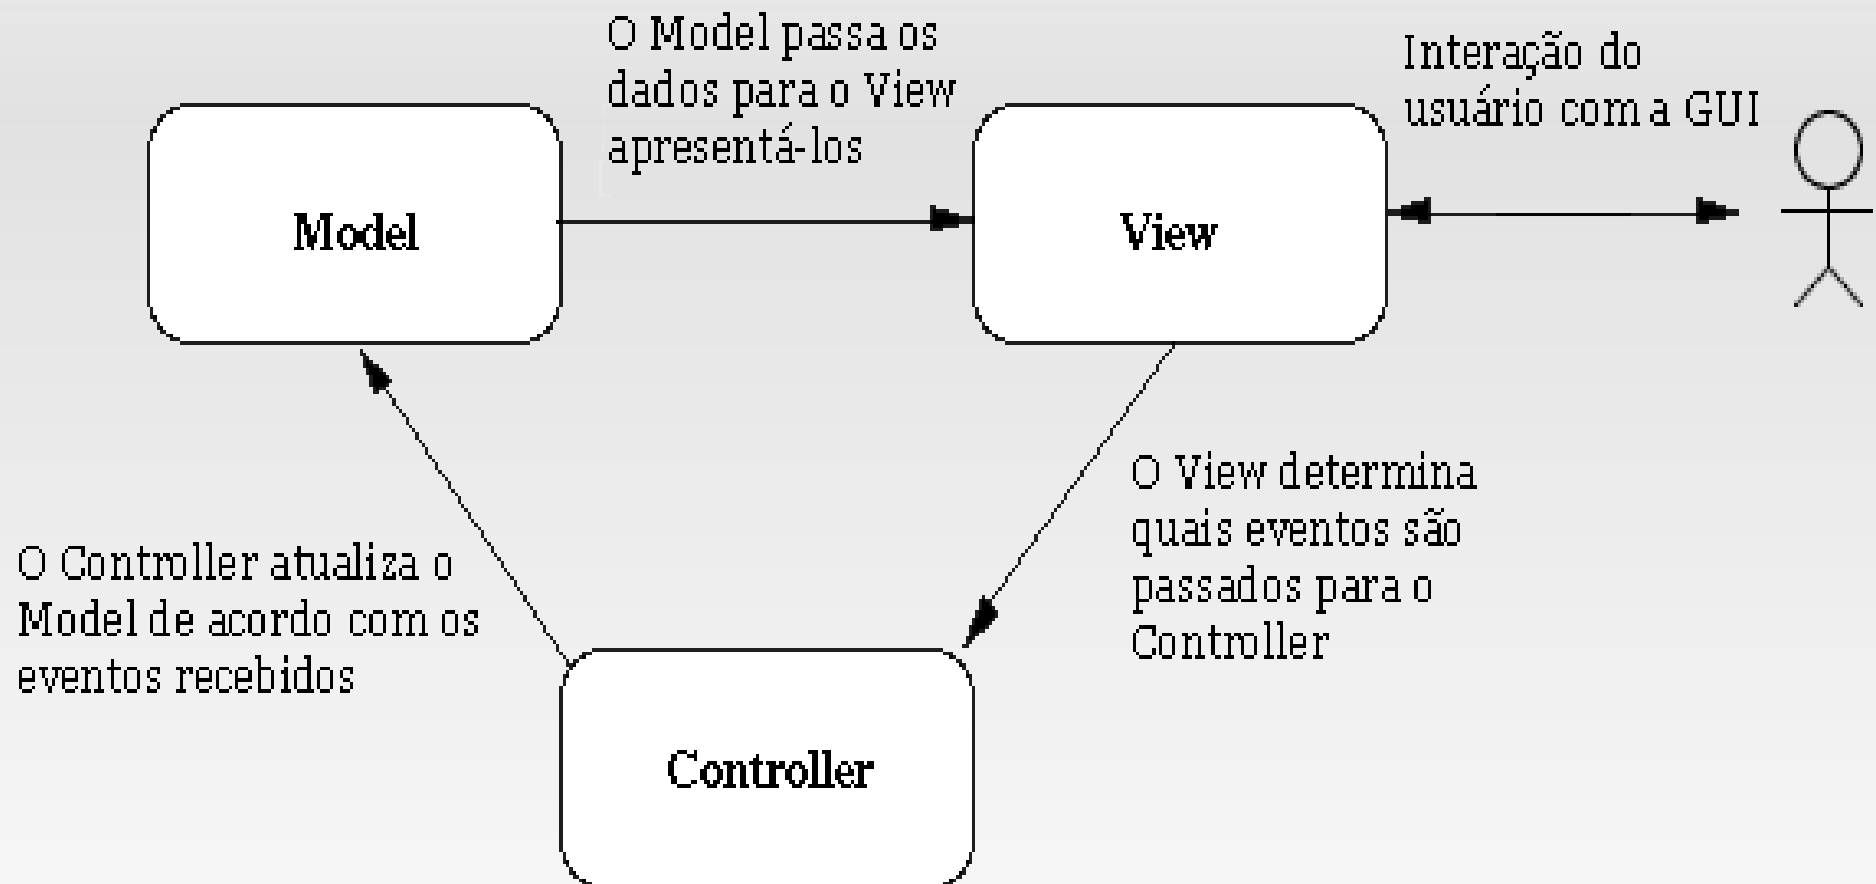 O Model passa os
dados para o View
apresentá-los
Interação do
usuário com a GUI
Model
View
O View determina
quais eventos são
passados para o
Controller
O Controller atualiza o
Model de acordo com os
eventos recebidos
Controller